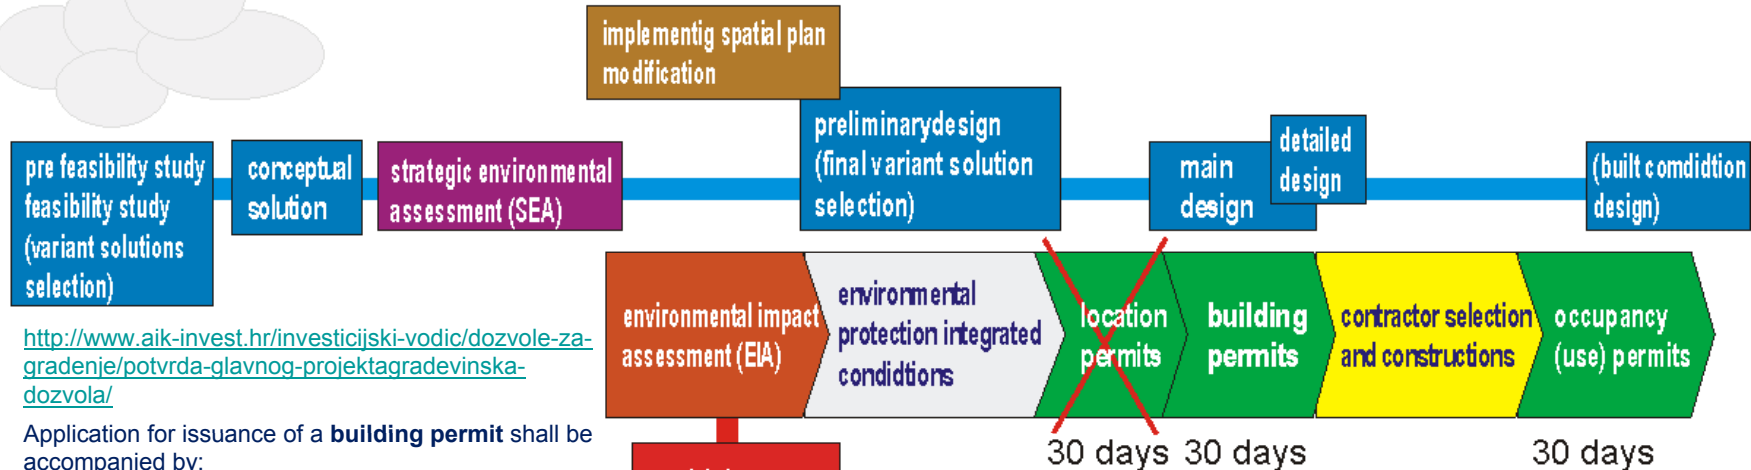 implementig spatial plan
modification
pre feasibility study
feasibility study
(variant solutions
selection)
conceptual
solution
strategic environmental
assessment (SEA)
preliminarydesign
(final variant solution
selection)
main
design
detailed
design
(built comdidtion
design)
environmental impact
assessment (EIA)
environmental
protection integrated
condidtions
location
permits
building
permits
contractor selection
and constructions
occupancy
(use) permits
30 days
30 days
30 days
http://www.aik-invest.hr/investicijski-vodic/dozvole-za-
gradenje/potvrda-glavnog-projektagradevinska-
dozvola/
Application for issuance of a building permit shall be
accompanied by: